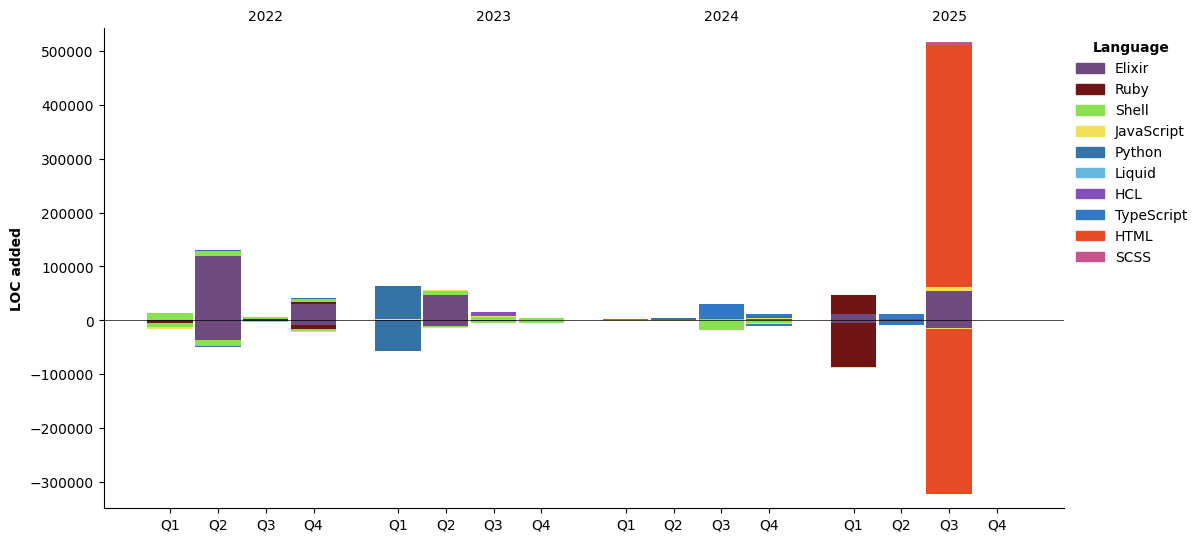 2022 2023 2024 2025
LOC added
500000
400000
300000
200000
100000
0
−100000
−200000
−300000
Q1 Q2 Q3 Q4 Q1 Q2 Q3 Q4 Q1 Q2 Q3 Q4 Q1 Q2 Q3 Q4
Language
Elixir
Ruby
Shell
JavaScript
Python
Liquid
HCL
TypeScript
HTML
SCSS